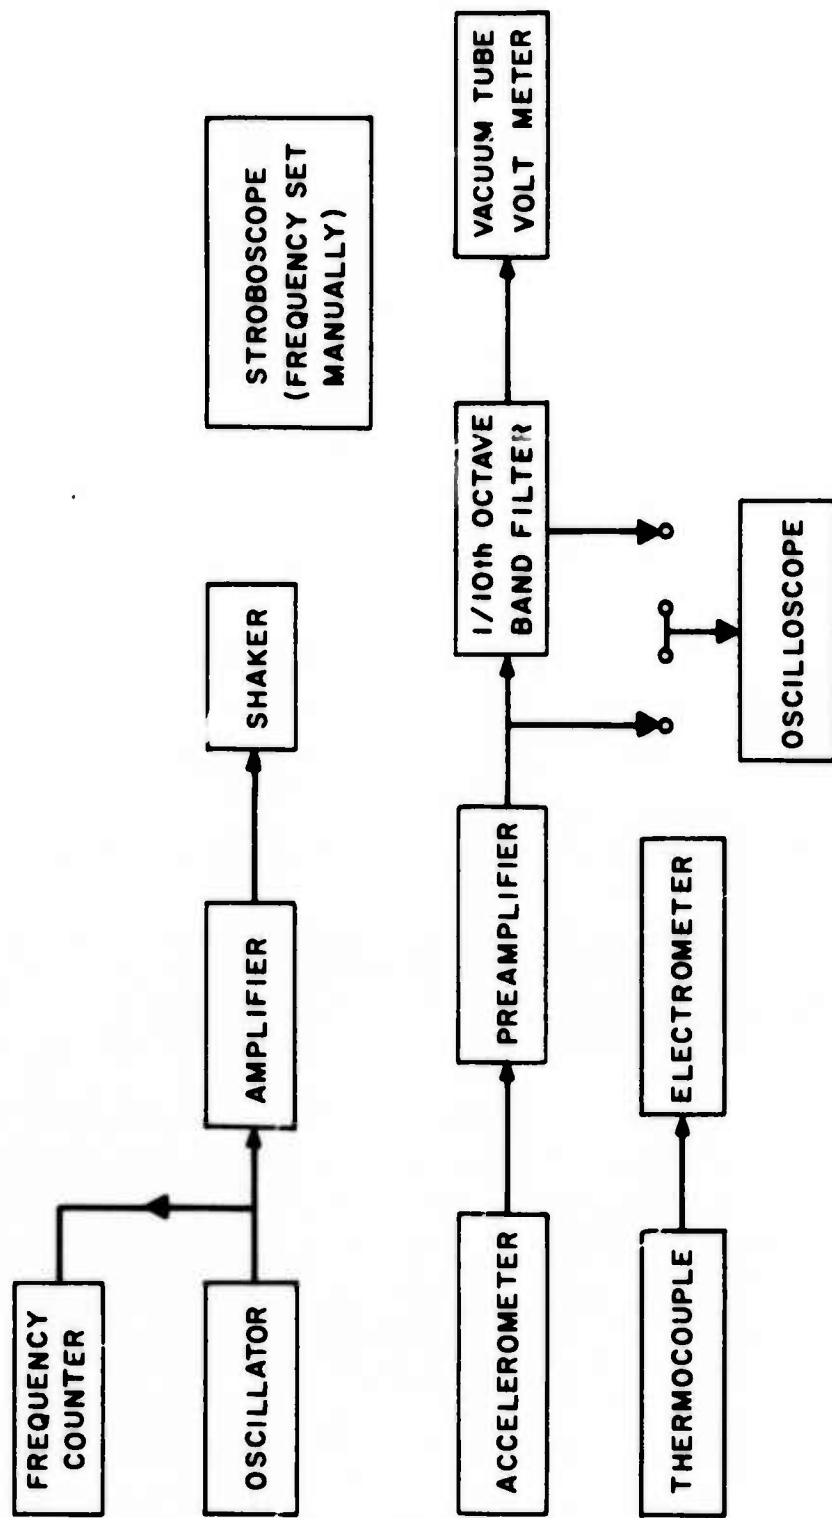 FREQUENCY
COUNTER
OSCILLATOR
AMPLIFIER
SHAKER
STROBOSCOPE
(FREQUENCY SET
MANUALLY)
ACCELEROMETER
PREAMPLIFIER
1/10th OCTAVE
BAND FILTER
VACUUM TUBE
VOLT METER
THERMOCOUPLE
ELECTROMETER
OSCILLOSCOPE